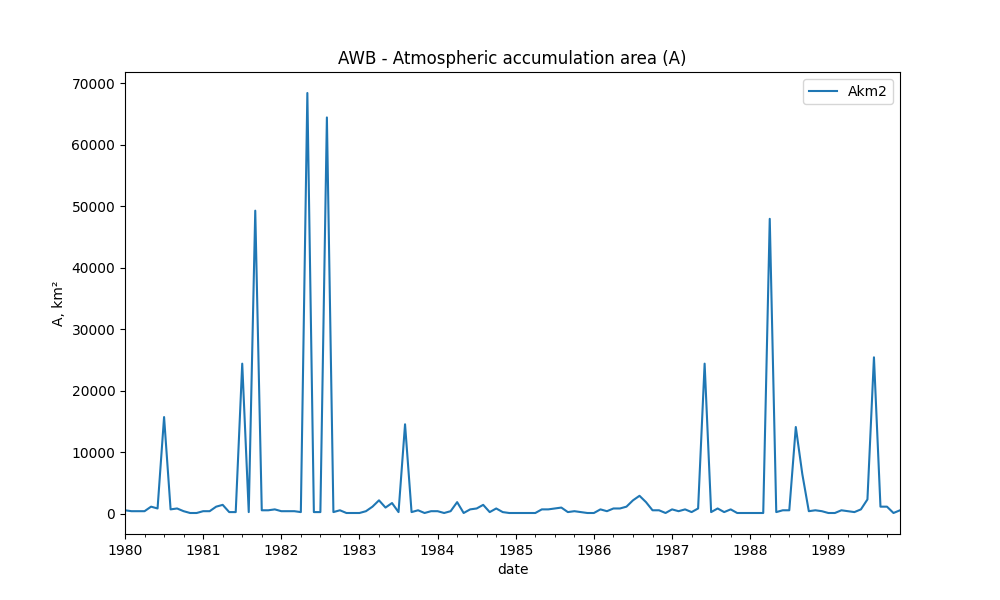 AWB - Atmospheric accumulation area (A)
Akm2
70000
60000
50000
40000
30000
20000
10000
0
A, km²
1980 1981 1982 1983 1984 1985 1986 1987 1988 1989
date